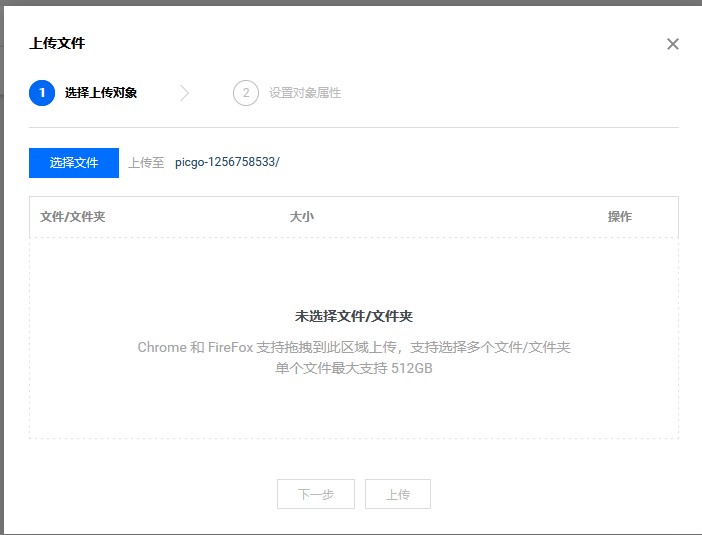 上传文件
1 选择上传对象 2 设置对象属性
选择文件 上传至 picgo-1256758533/
文件/文件夹 大小 操作
未选择文件/文件夹
Chrome 和 FireFox 支持拖拽到此区域上传，支持选择多个文件/文件夹
单个文件最大支持 512GB
下一步 上传